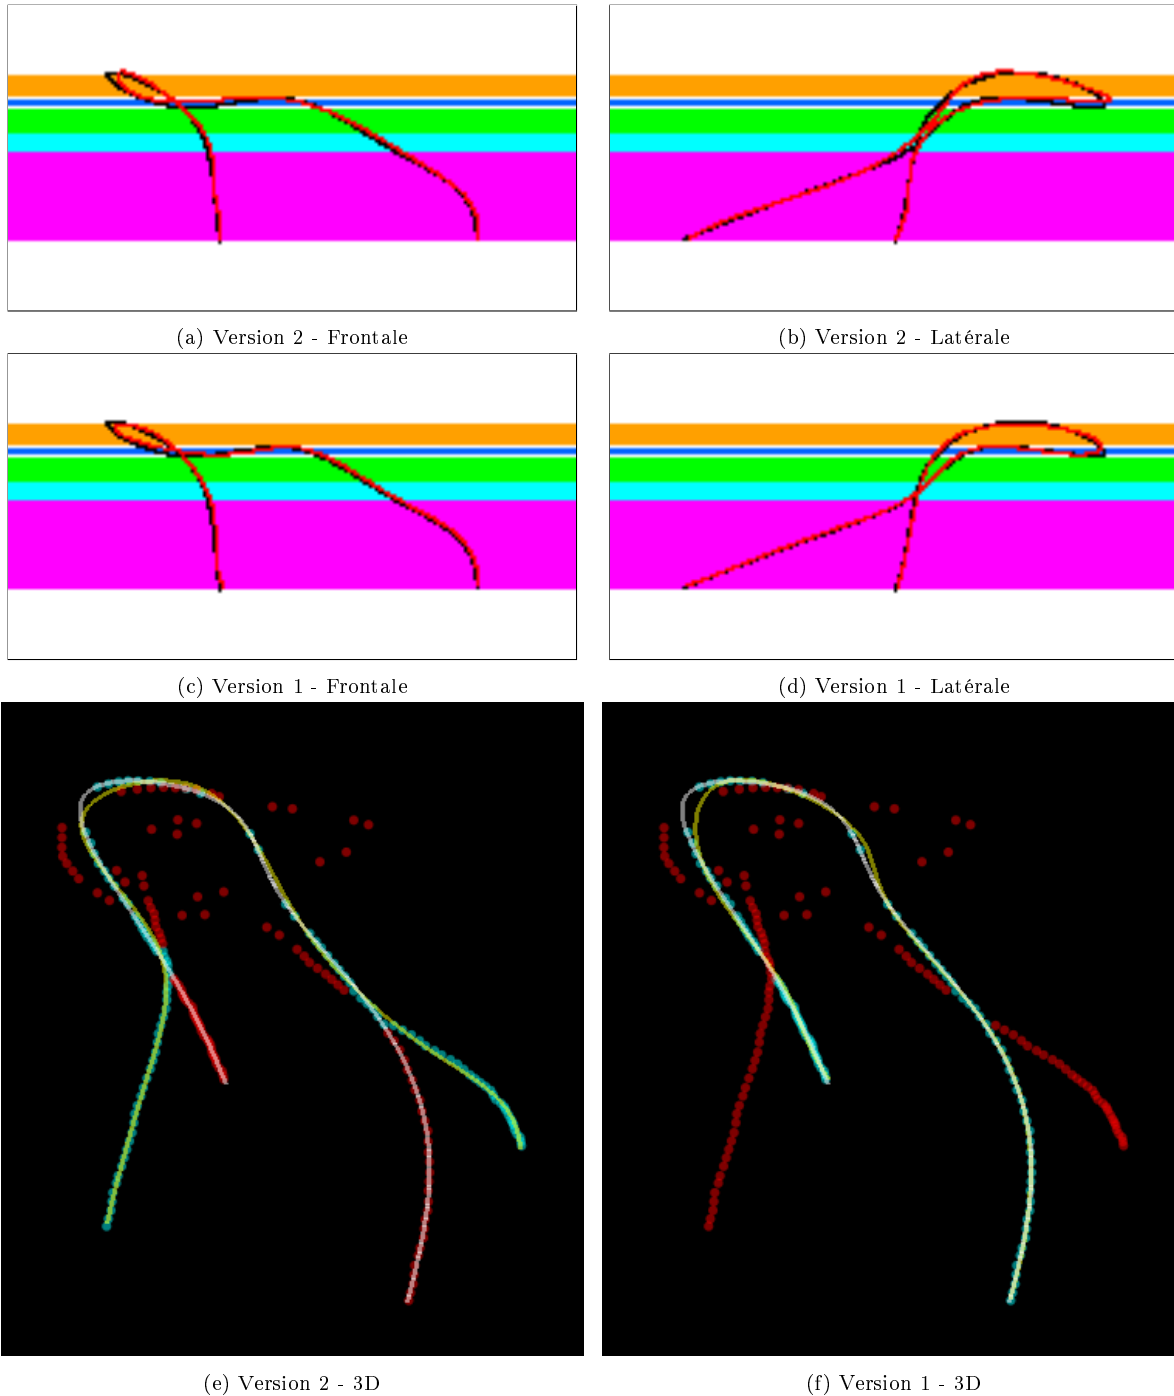 (a) Version 2 - Frontale
(b) Version 2 - Latérale
(c) Version 1 - Frontale
(d) Version 1 - Latérale
(e) Version 2 - 3D
(f) Version 1 - 3D